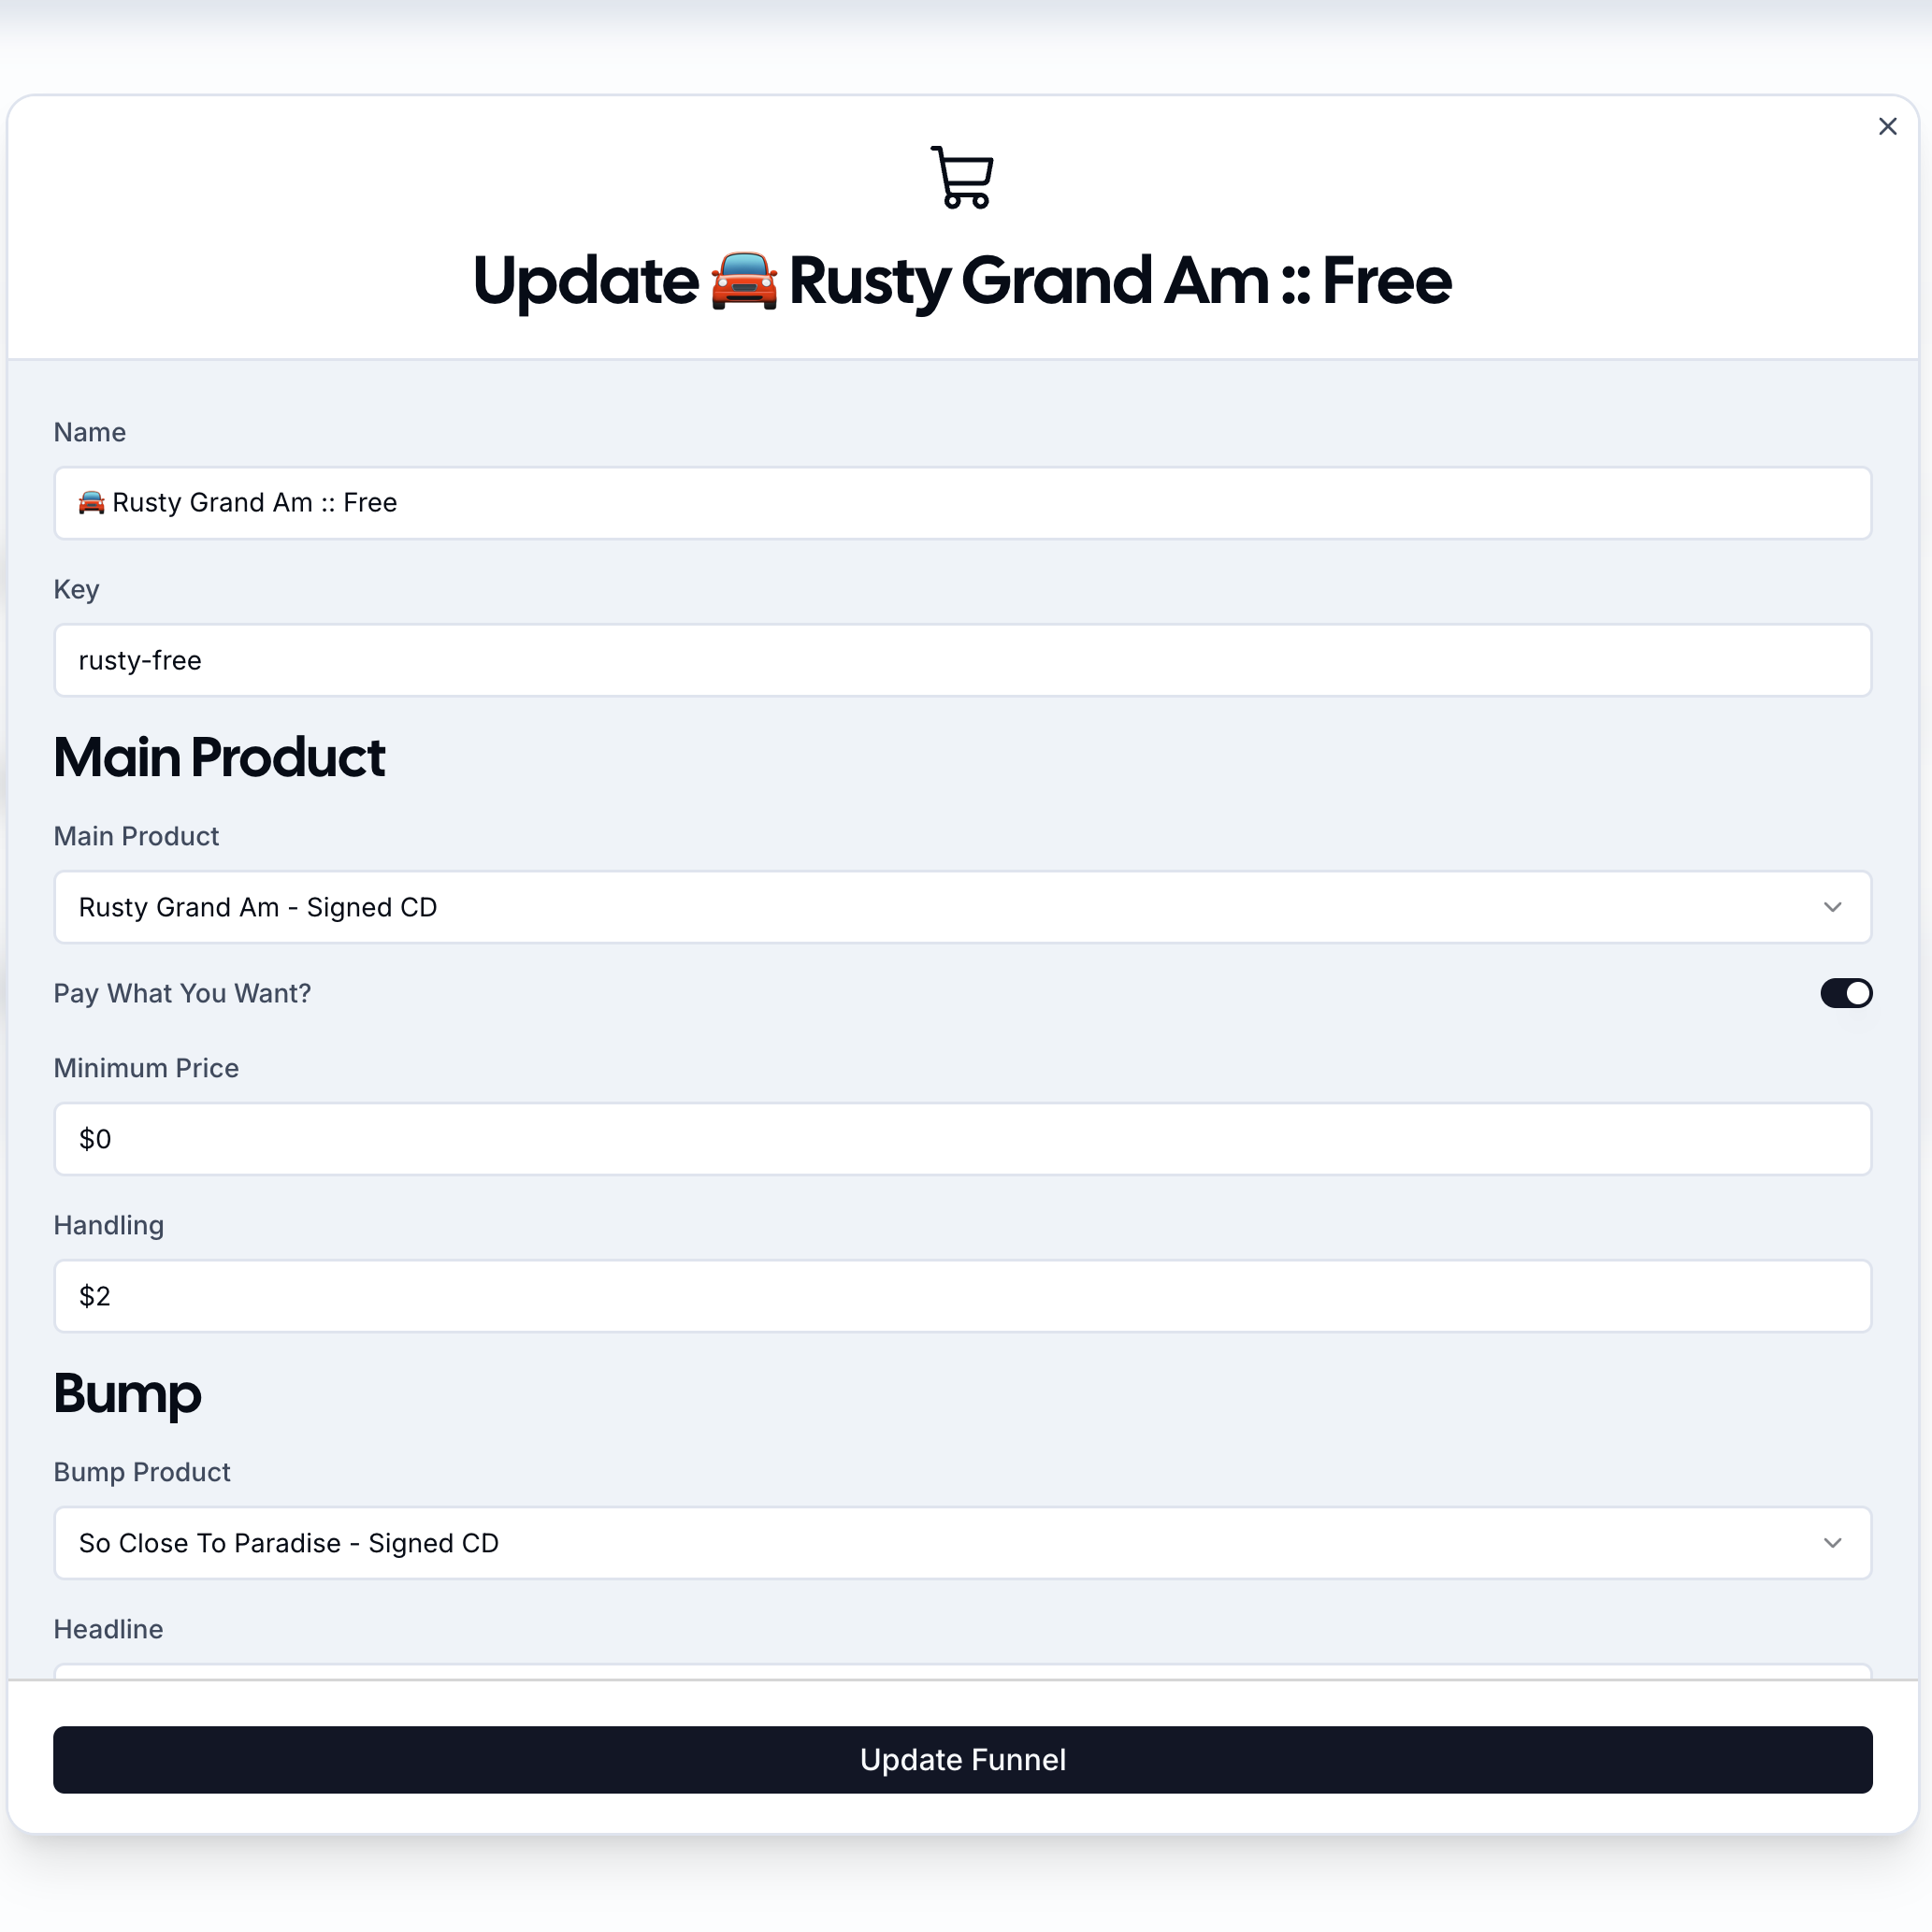 Update 🚘 Rusty Grand Am :: Free
Name
🚘 Rusty Grand Am :: Free
Key
rusty-free
Main Product
Main Product
Rusty Grand Am - Signed CD
Pay What You Want?
Minimum Price
$0
Handling
$2
Bump
Bump Product
So Close To Paradise - Signed CD
Headline
Update Funnel